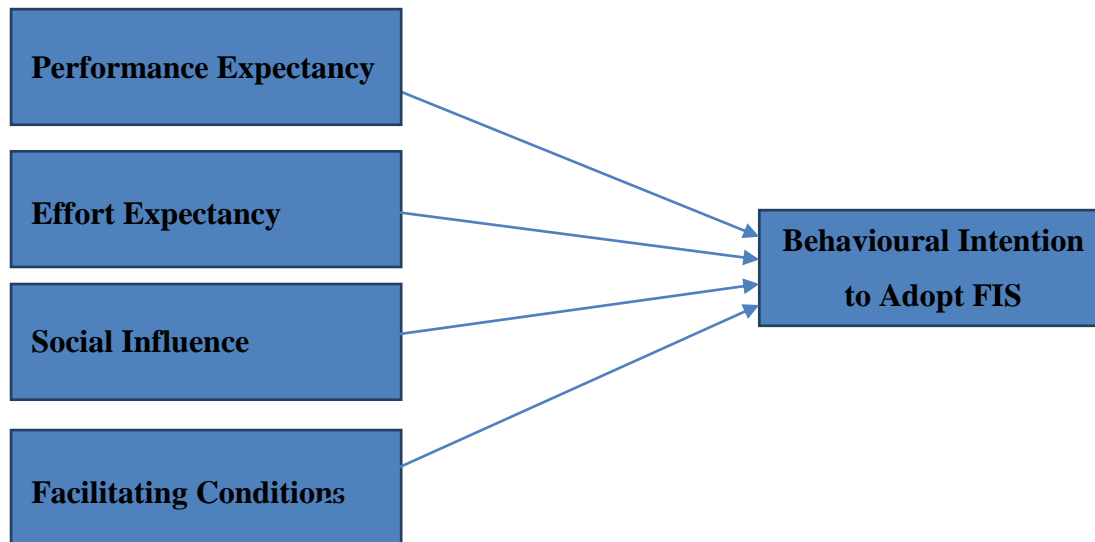 Performance Expectancy
Effort Expectancy
Social Influence
Facilitating Conditions
Behavioural Intention
to Adopt FIS